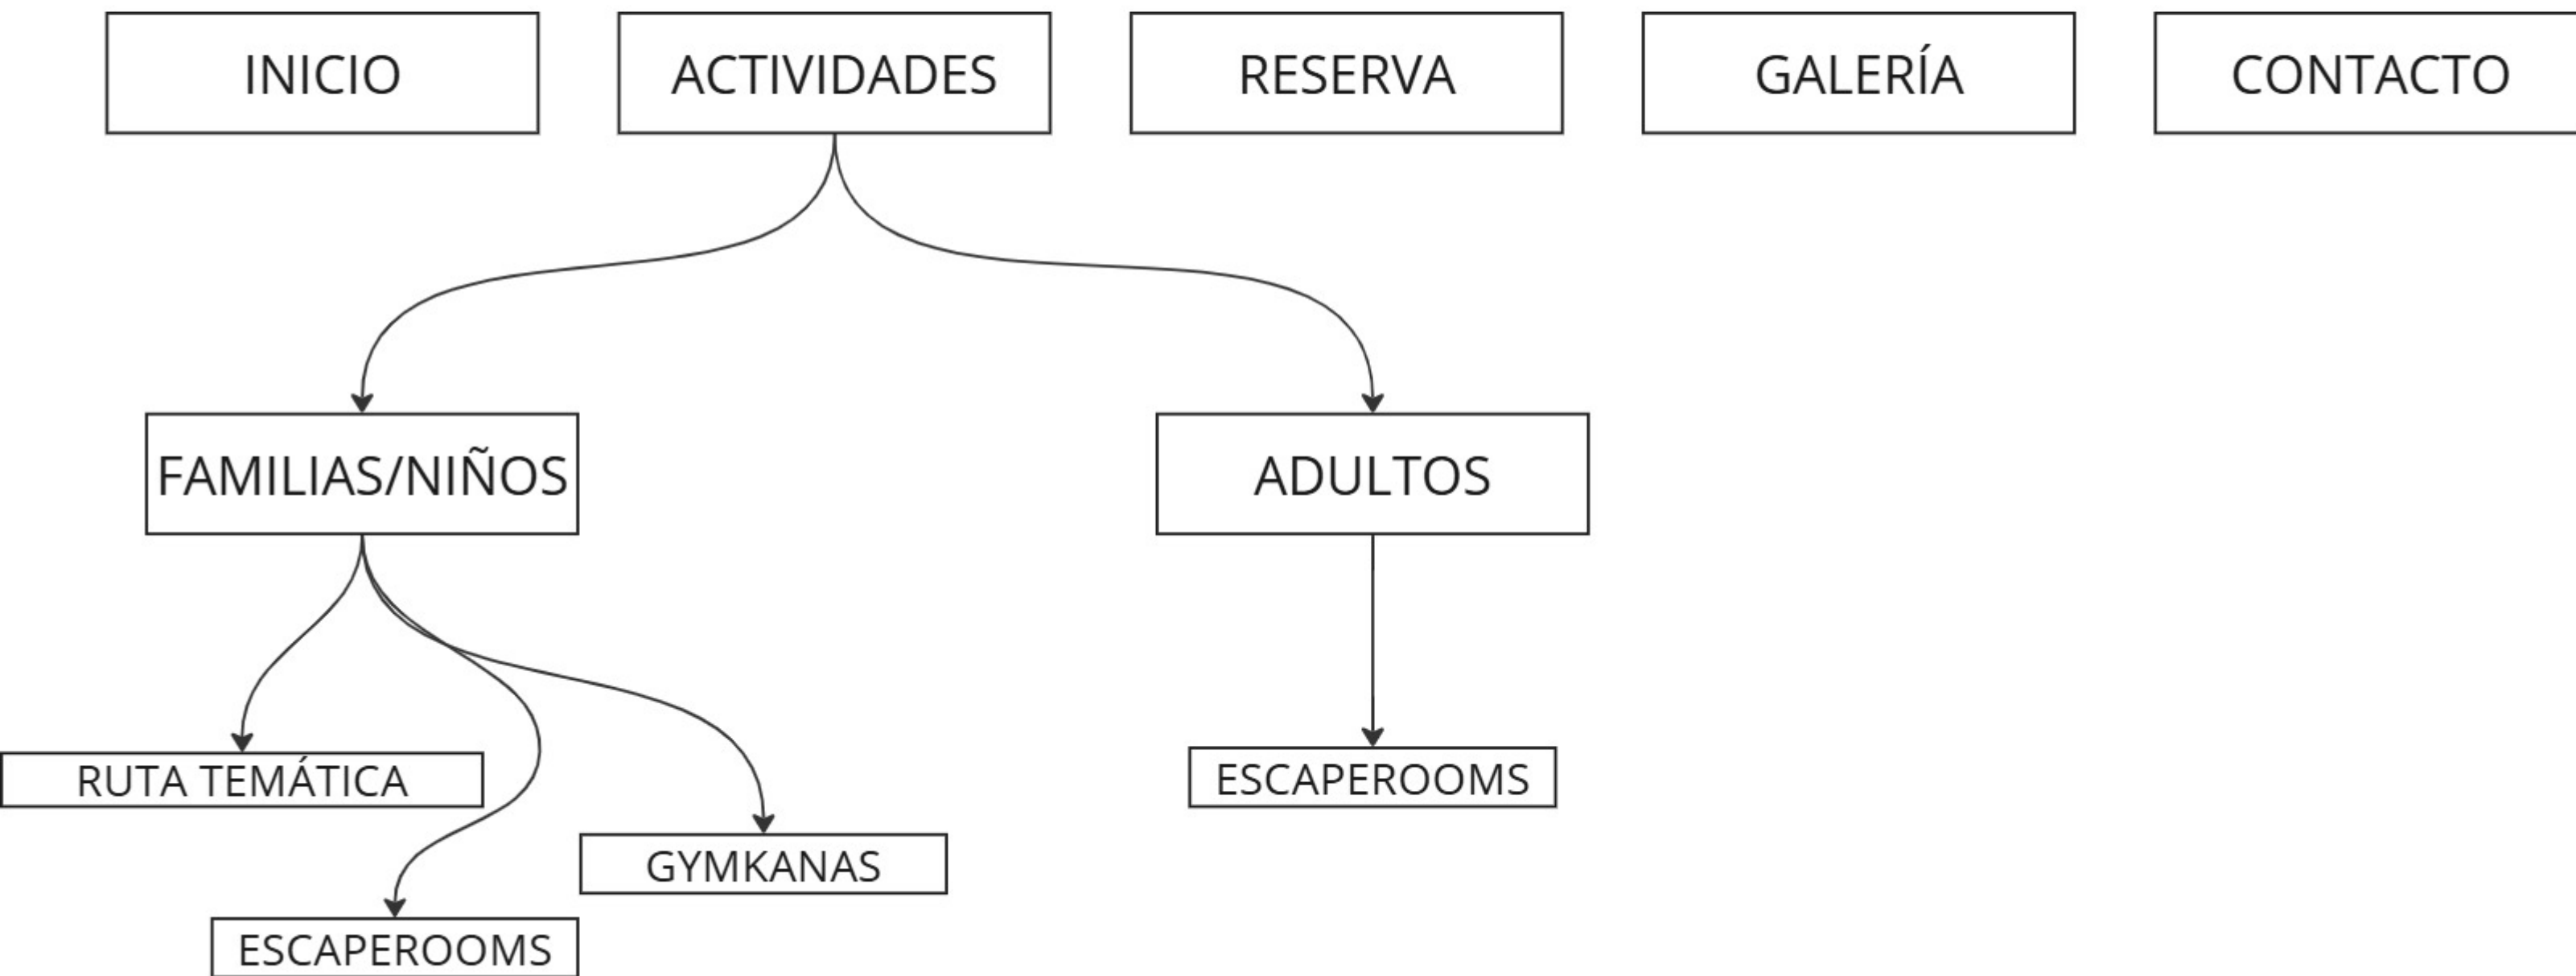 INICIO
ACTIVIDADES
RESERVA
GALERÍA
CONTACTO
FAMILIAS/NIÑOS
ADULTOS
RUTA TEMÁTICA
ESCAPEROOMS
GYMKANAS
ESCAPEROOMS